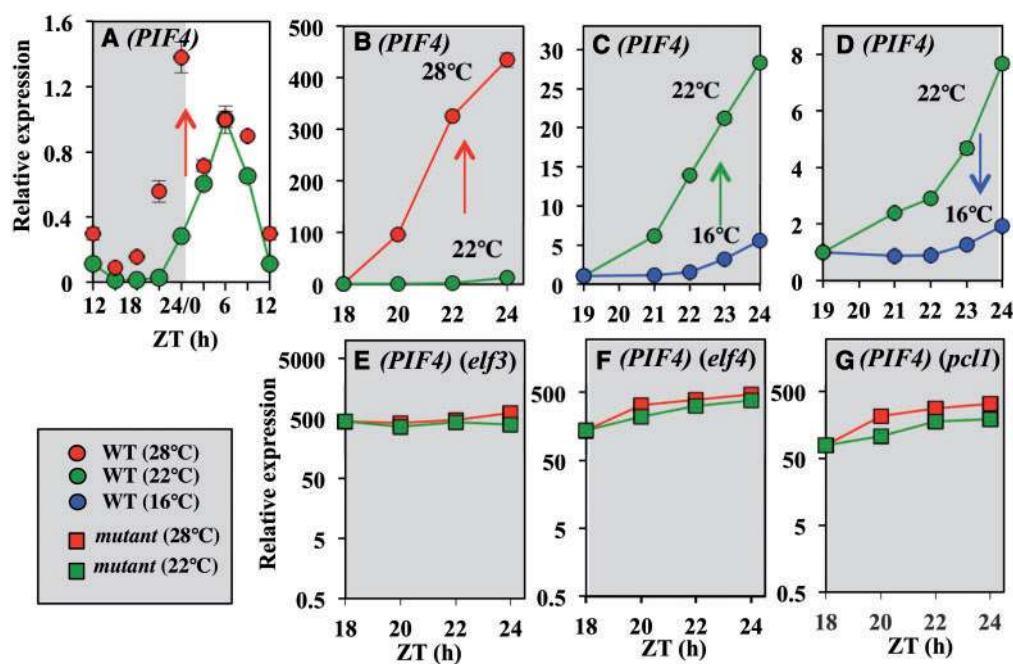 A (PIF4)
Relative expression
1.6
1.2
0.8
0.4
0
12 18 24/0 6 12
ZT (h)
B (PIF4)
500
400
300
200
100
0
28°C
22°C
18 20 22 24
C (PIF4)
30
25
20
15
10
5
0
22°C
16°C
19 20 21 22 23 24
D (PIF4)
8
6
4
2
0
22°C
16°C
19 20 21 22 23 24
WT (28°C)
WT (22°C)
WT (16°C)
mutant (28°C)
mutant (22°C)
E (PIF4) (elf3)
Relative expression
5000
500
50
5
0.5
18 20 22 24
ZT (h)
F (PIF4) (elf4)
500
50
5
0.5
18 20 22 24
ZT (h)
G (PIF4) (pcl1)
500
50
5
0.5
18 20 22 24
ZT (h)